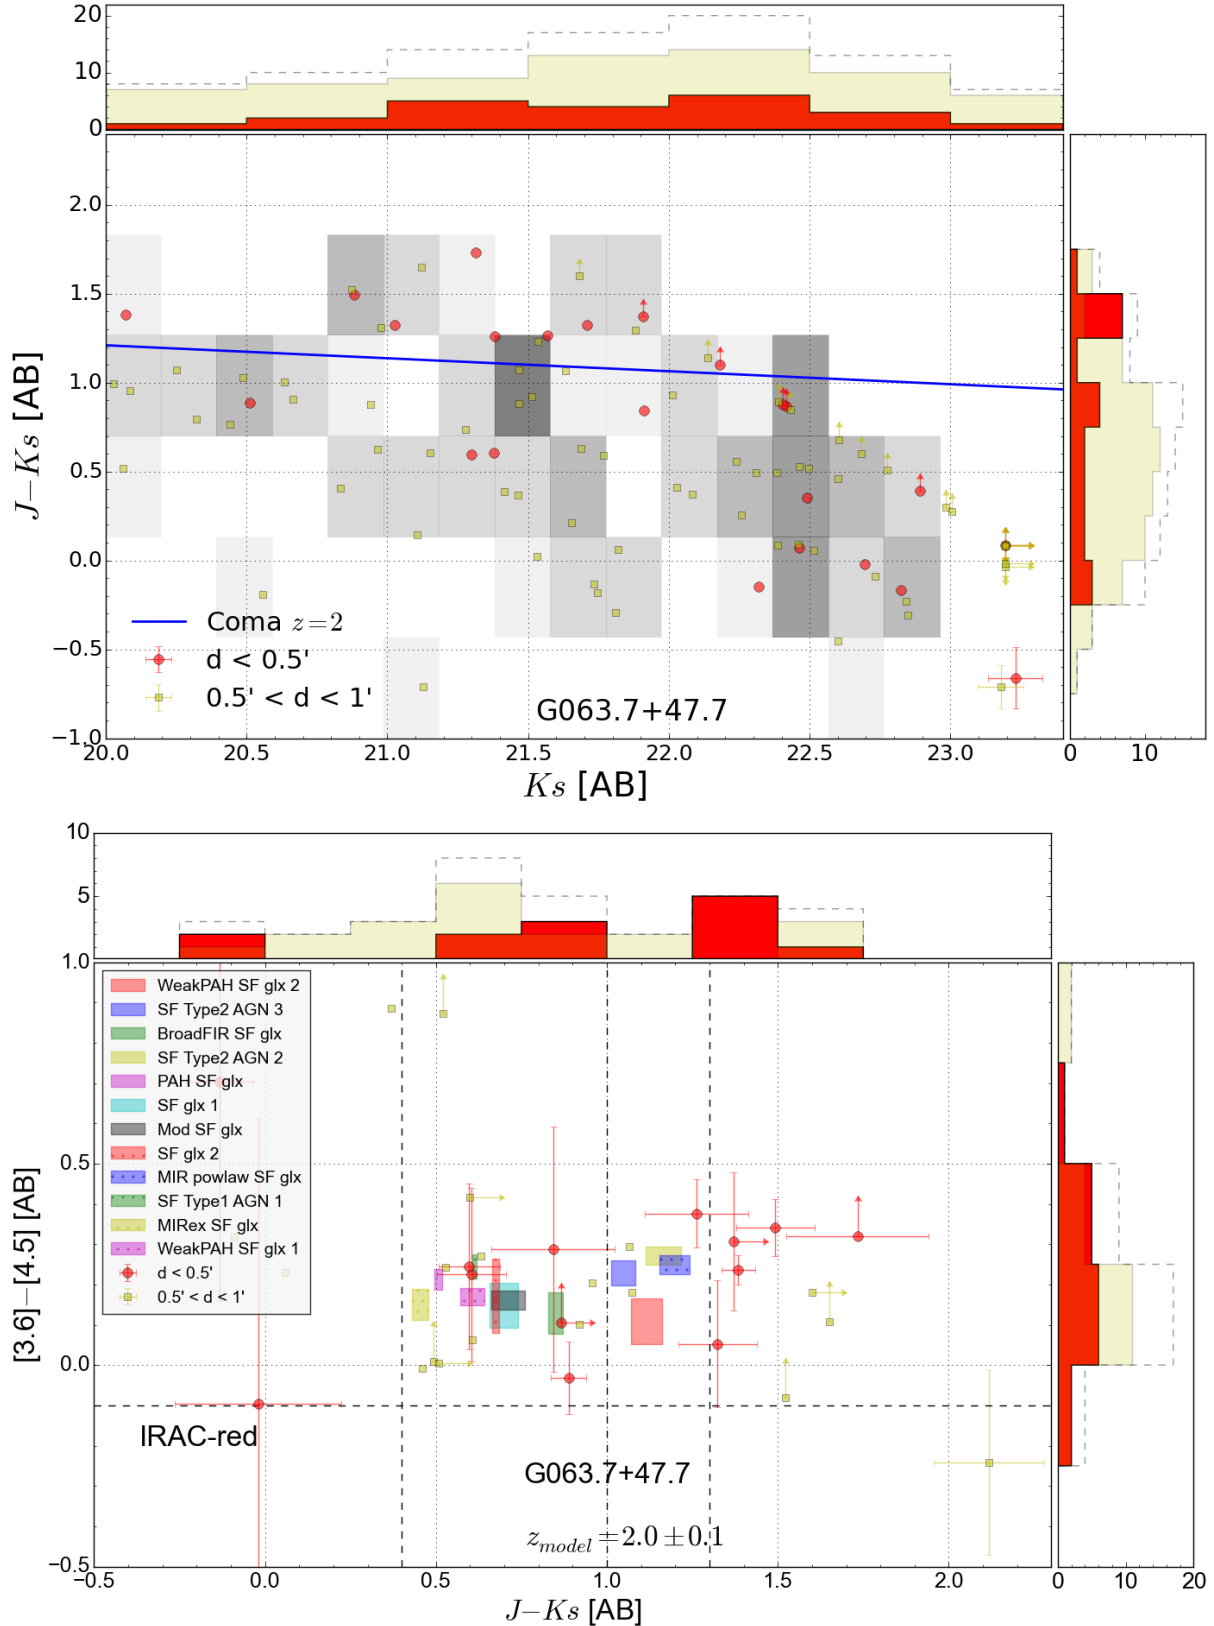 20
10
0
2.0
1.5
1.0
0.5
0.0
−0.5
−1.0
J−Ks [AB]
Coma z=2
d < 0.5'
0.5' < d < 1'
G063.7+47.7
20.0 20.5 21.0 21.5 22.0 22.5 23.0
0 10
Ks [AB]
10
5
1
1.0
0.5
0.0
−0.5
[3.6]−[4.5] [AB]
WeakPAH SF glx 2
SF Type2 AGN 3
BroadFIR SF glx
SF Type2 AGN 2
PAH SF glx
SF glx 1
Mod SF glx
SF glx 2
MIR powlaw SF glx
SF Type1 AGN 1
MIRex SF glx
WeakPAH SF glx 1
d < 0.5'
0.5' < d < 1'
IRAC-red
G063.7+47.7
z_model=2.0±0.1
−0.5 0.0 0.5 1.0 1.5 2.0
0 10 20
J−Ks [AB]